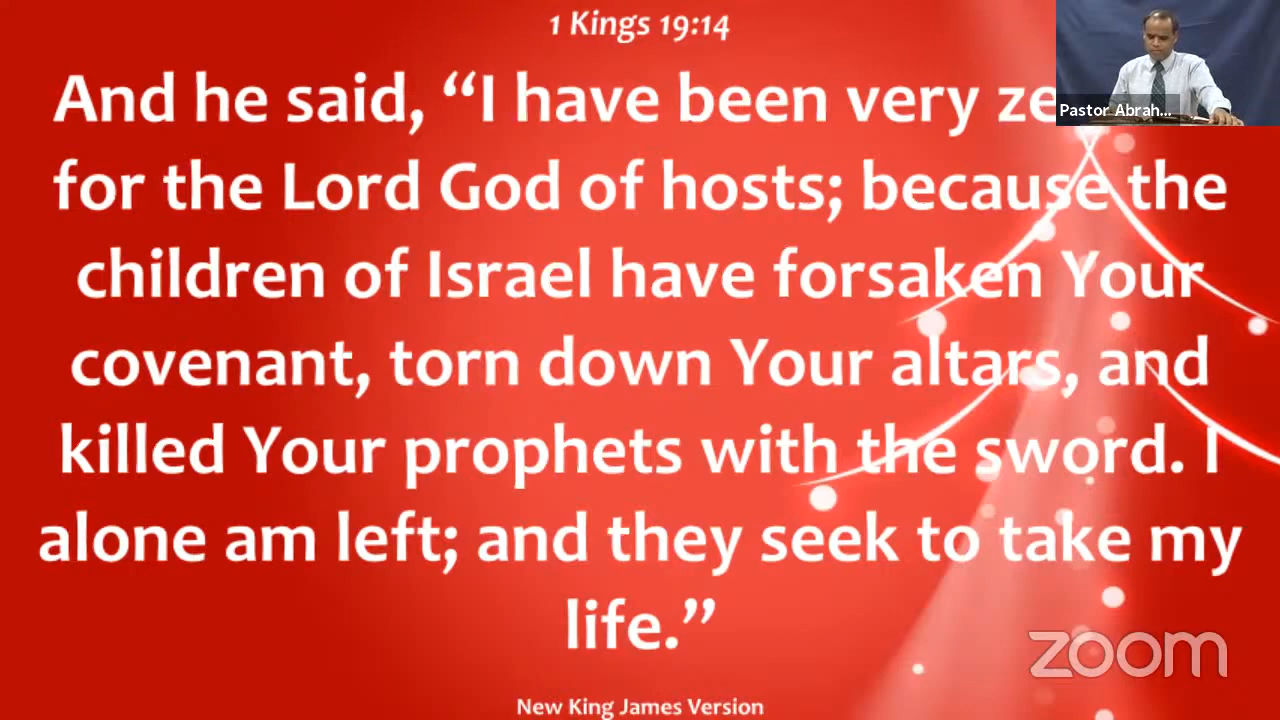 1 Kings 19:14
And he said, “I have been very
Pastor Abrah...
for the Lord God of hosts; because the
children of Israel have forsaken Your
covenant, torn down Your altars, and
killed Your prophets with the sword. I
alone am left; and they seek to take my
life.”
zoom
New King James Version